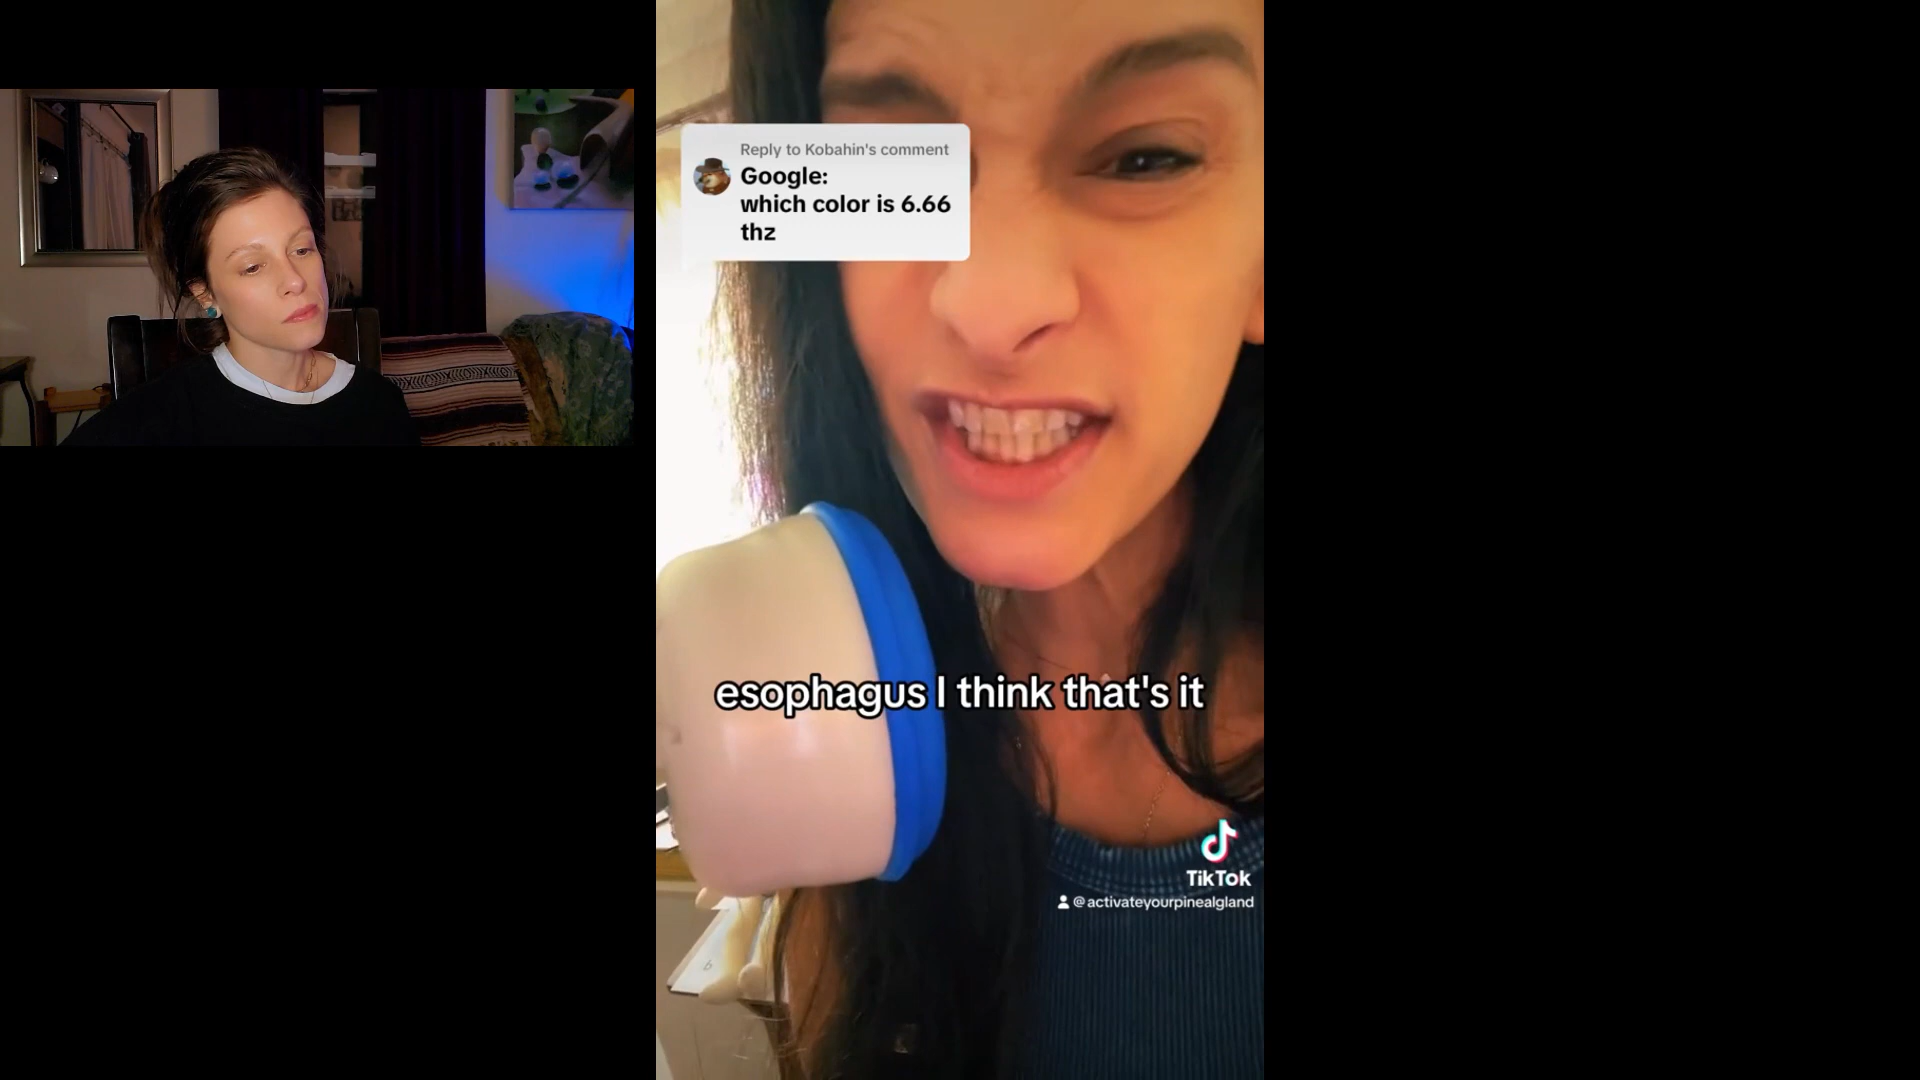 Reply to Kobahin's comment
Google:
which color is 6.66
thz
esophagus I think that's it
TikTok
@activateyourpinealgland
b